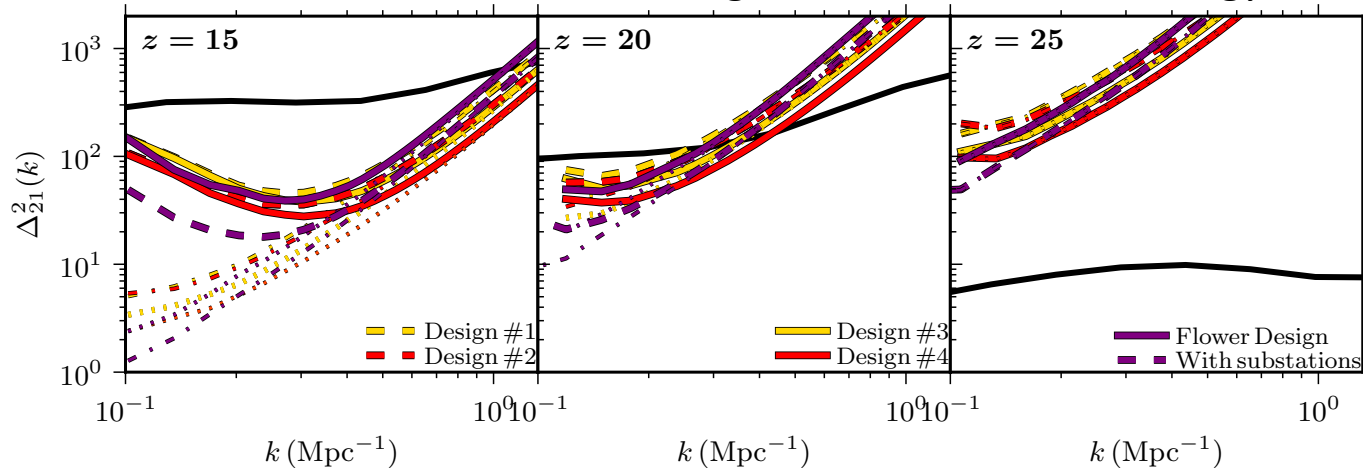 z = 15
z = 20
z = 25
10³
10²
10¹
10⁰
Δ²₂₁(k)
Design #1
Design #2
Design #3
Design #4
Flower Design
With substations
10⁻¹ 10⁰
10⁻¹ 10⁰
10⁻¹ 10⁰
k (Mpc⁻¹)
k (Mpc⁻¹)
k (Mpc⁻¹)